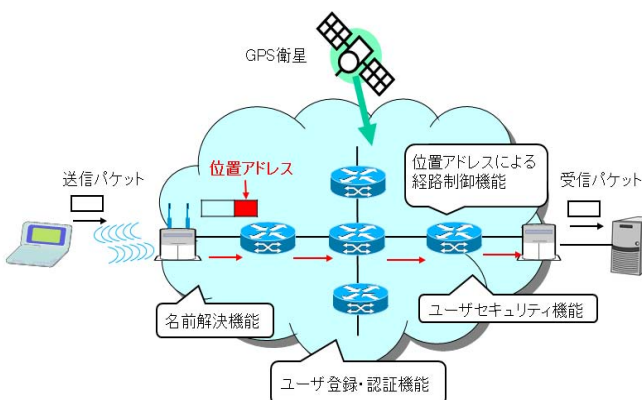 GPS衛星
送信パケット
位置アドレス
位置アドレスによる
経路制御機能
受信パケット
名前解決機能
ユーザセキュリティ機能
ユーザ登録・認証機能